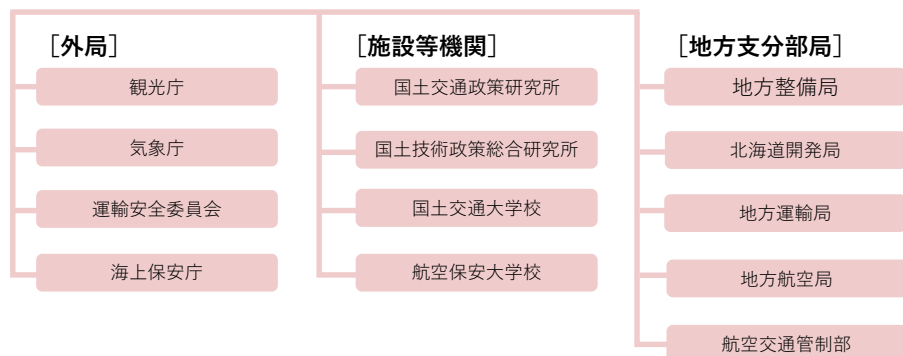 [外局]
観光庁
気象庁
運輸安全委員会
海上保安庁
[施設等機関]
国土交通政策研究所
国土技術政策総合研究所
国土交通大学校
航空保安大学校
[地方支分部局]
地方整備局
北海道開発局
地方運輸局
地方航空局
航空交通管制部